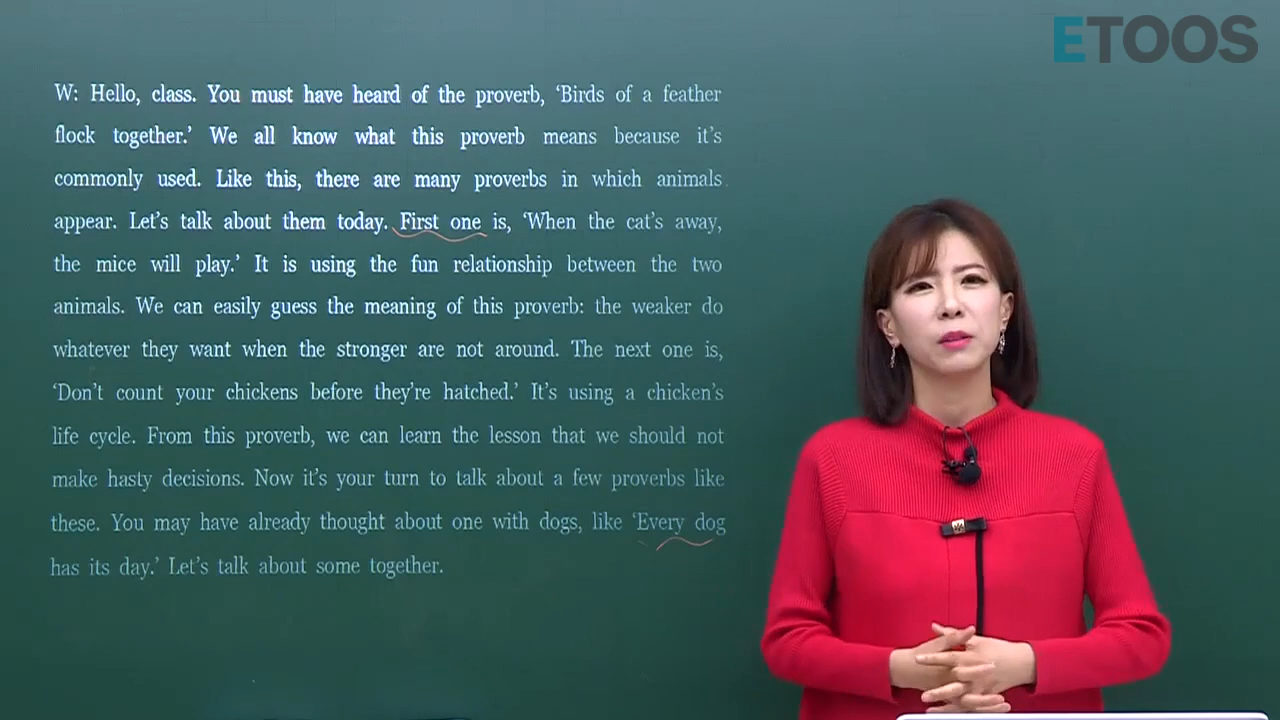 ETOOS
W: Hello, class. You must have heard of the proverb, ‘Birds of a feather
flock together.’ We all know what this proverb means because it’s
commonly used. Like this, there are many proverbs in which animals
appear. Let’s talk about them today. First one is, ‘When the cat’s away,
the mice will play.’ It is using the fun relationship between the two
animals. We can easily guess the meaning of this proverb: the weaker do
whatever they want when the stronger are not around. The next one is,
‘Don’t count your chickens before they’re hatched.’ It’s using a chicken’s
life cycle. From this proverb, we can learn the lesson that we should not
make hasty decisions. Now it’s your turn to talk about a few proverbs like
these. You may have already thought about one with dogs, like ‘Every dog
has its day.’ Let’s talk about some together.